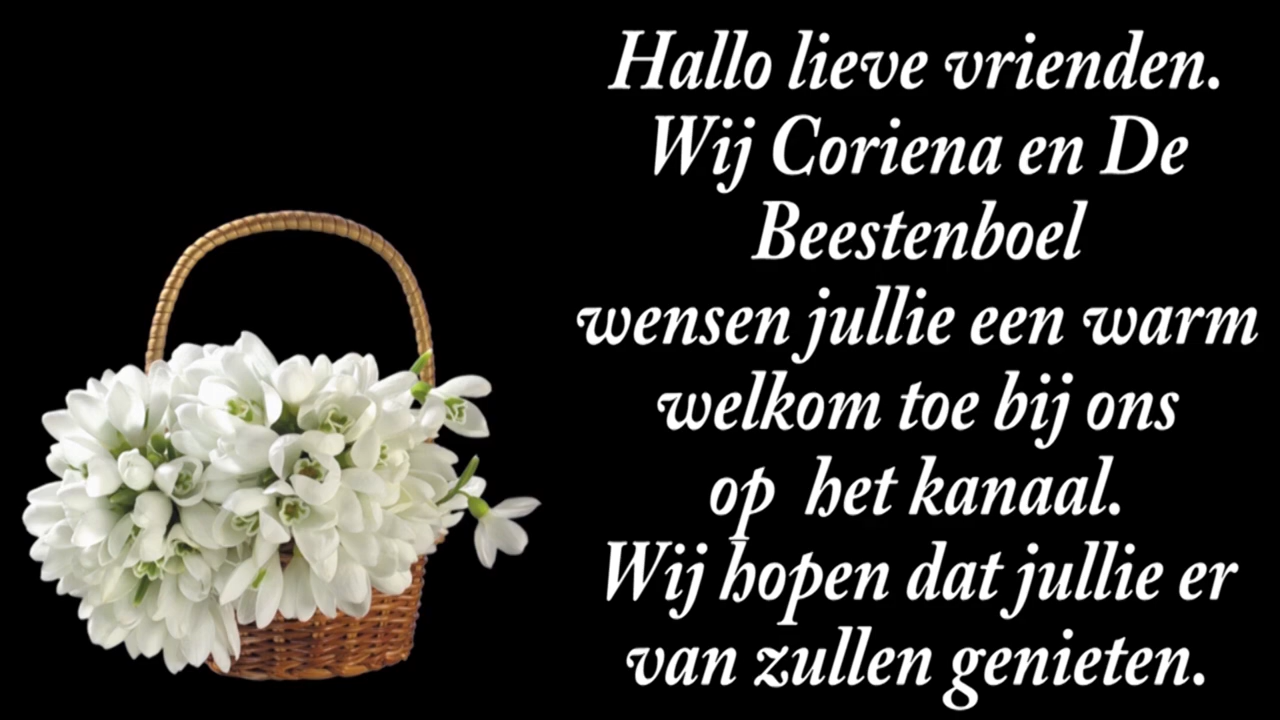 Hallo lieve vrienden.
Wij Coriena en De
Beestenboel
wensen jullie een warm
welkom toe bij ons
op het kanaal.
Wij hopen dat jullie er
van zullen genieten.